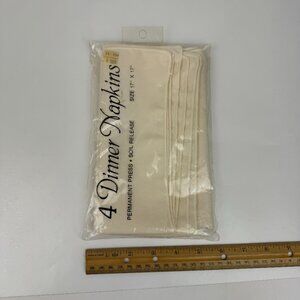 4 Dinner Napkins
SIZE 17" X 17"
PERMANENT PRESS • SOIL RELEASE